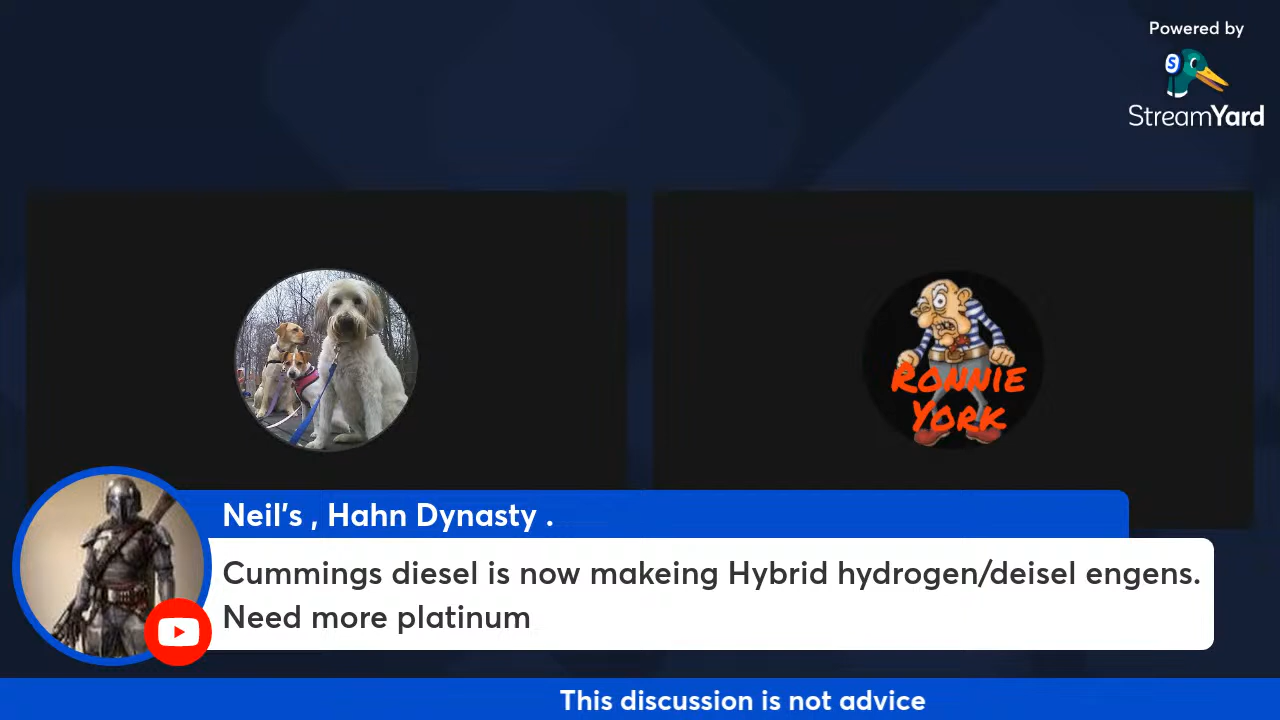 Powered by
S
StreamYard
RONNIE
YORK
Neil's , Hahn Dynasty .
Cummings diesel is now makeing Hybrid hydrogen/deisel engens.
Need more platinum
This discussion is not advice